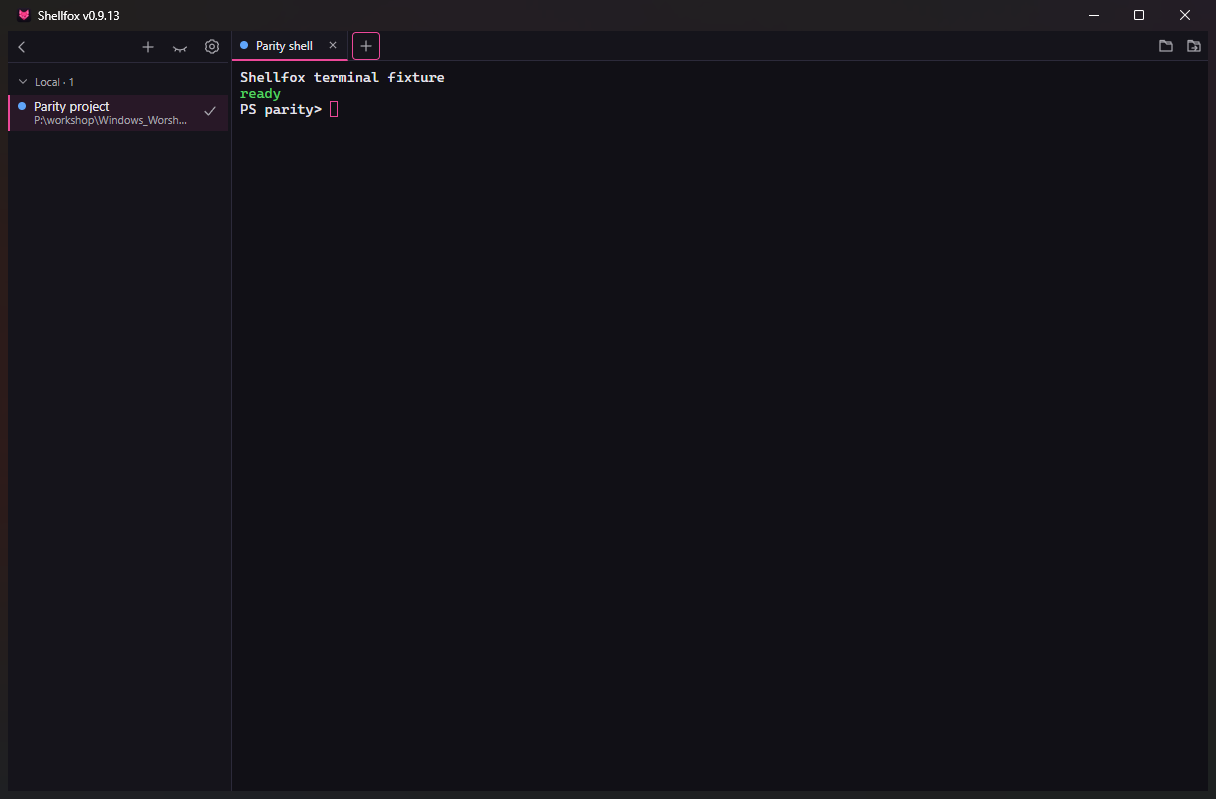 Shellfox v0.9.13
Parity shell
Local · 1
Parity project
P:\workshop\Windows_Worsh...
Shellfox terminal fixture
ready
PS parity>